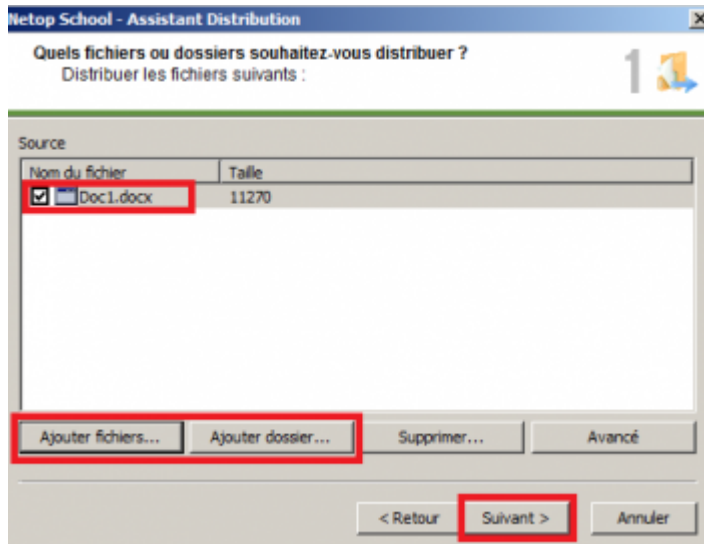 Netop School - Assistant Distribution
Quels fichiers ou dossiers souhaitez-vous distribuer ?
Distribuer les fichiers suivants :
1
Source
Nom du fichier Taille
Doc1.docx 11270
Ajouter fichiers... Ajouter dossier... Supprimer... Avancé
< Retour Suivant > Annuler